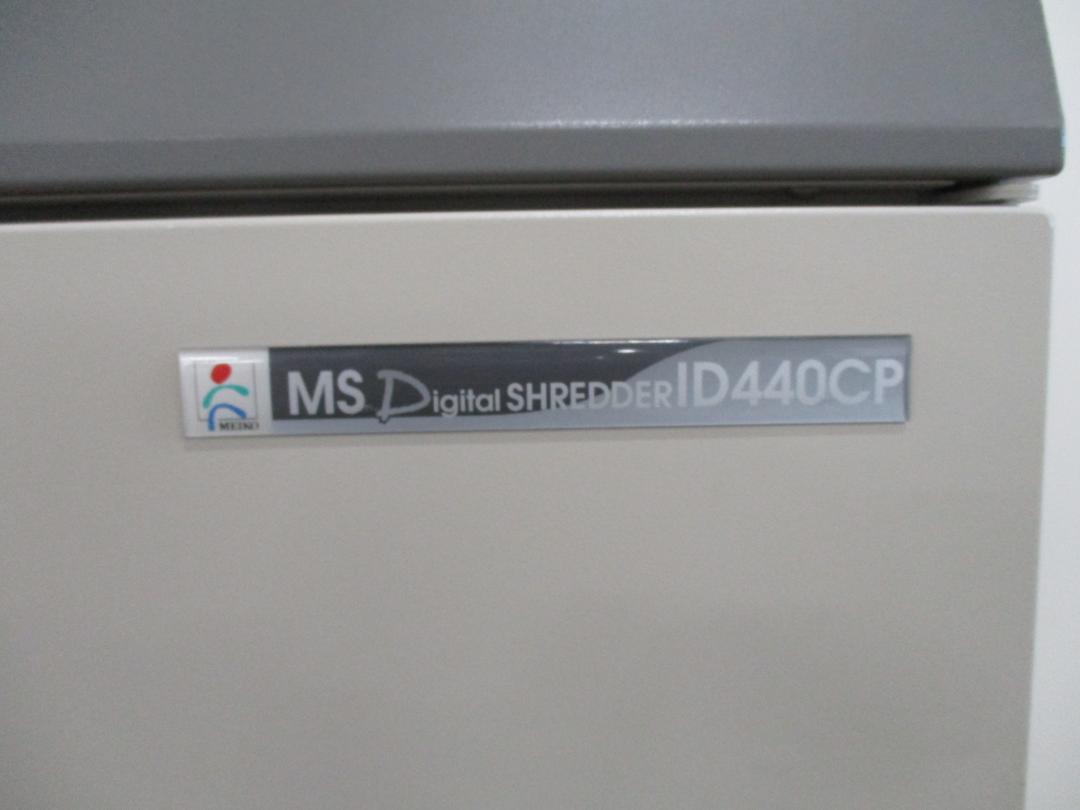 MEIKO
MS Digital SHREDDER ID440CP